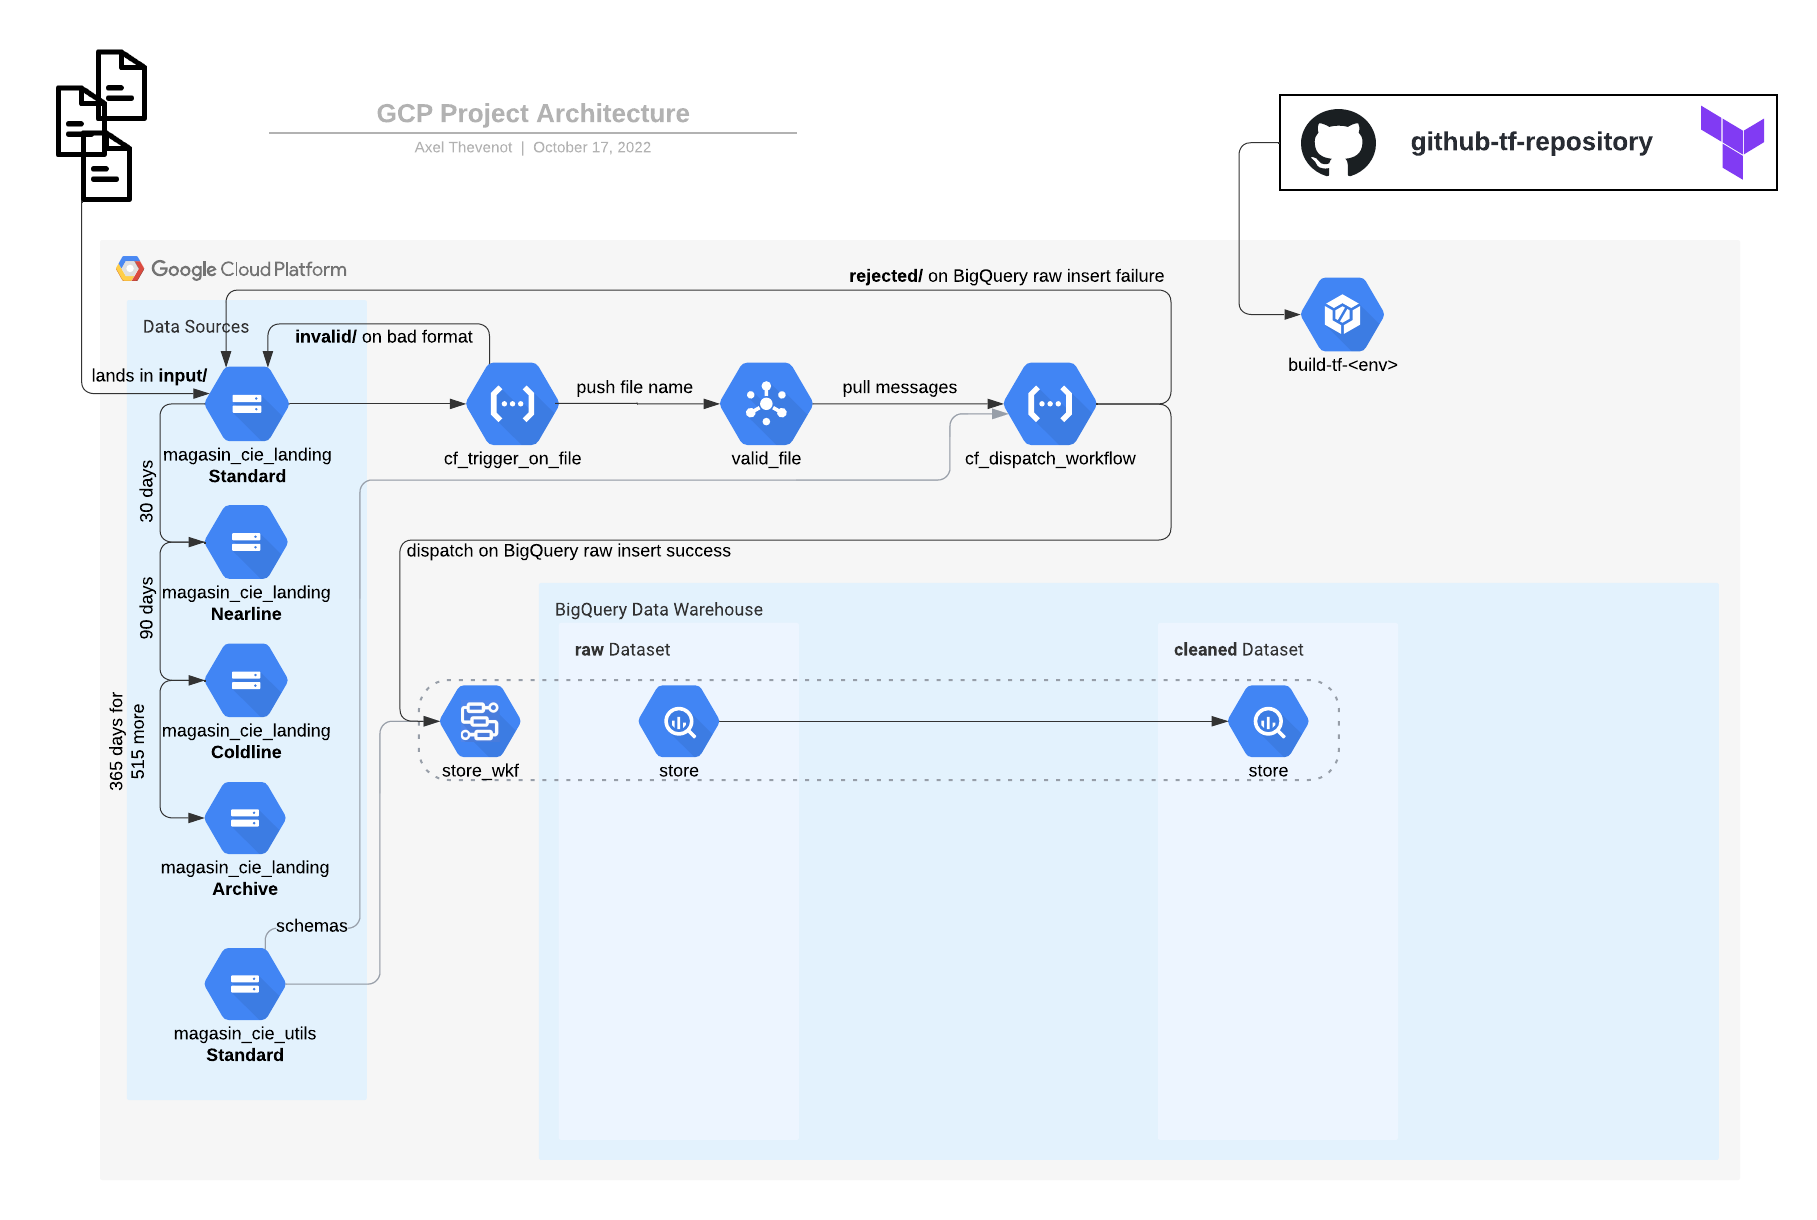 GCP Project Architecture
Axel Thevenot | October 17, 2022
github-tf-repository
Google Cloud Platform
rejected/ on BigQuery raw insert failure
Data Sources
invalid/ on bad format
lands in input/
push file name
pull messages
build-tf-<env>
magasin_cie_landing
Standard
cf_trigger_on_file
valid_file
cf_dispatch_workflow
30 days
dispatch on BigQuery raw insert success
magasin_cie_landing
Nearline
90 days
BigQuery Data Warehouse
raw Dataset
cleaned Dataset
magasin_cie_landing
Coldline
365 days for
515 more
store_wkf
store
store
magasin_cie_landing
Archive
schemas
magasin_cie_utils
Standard